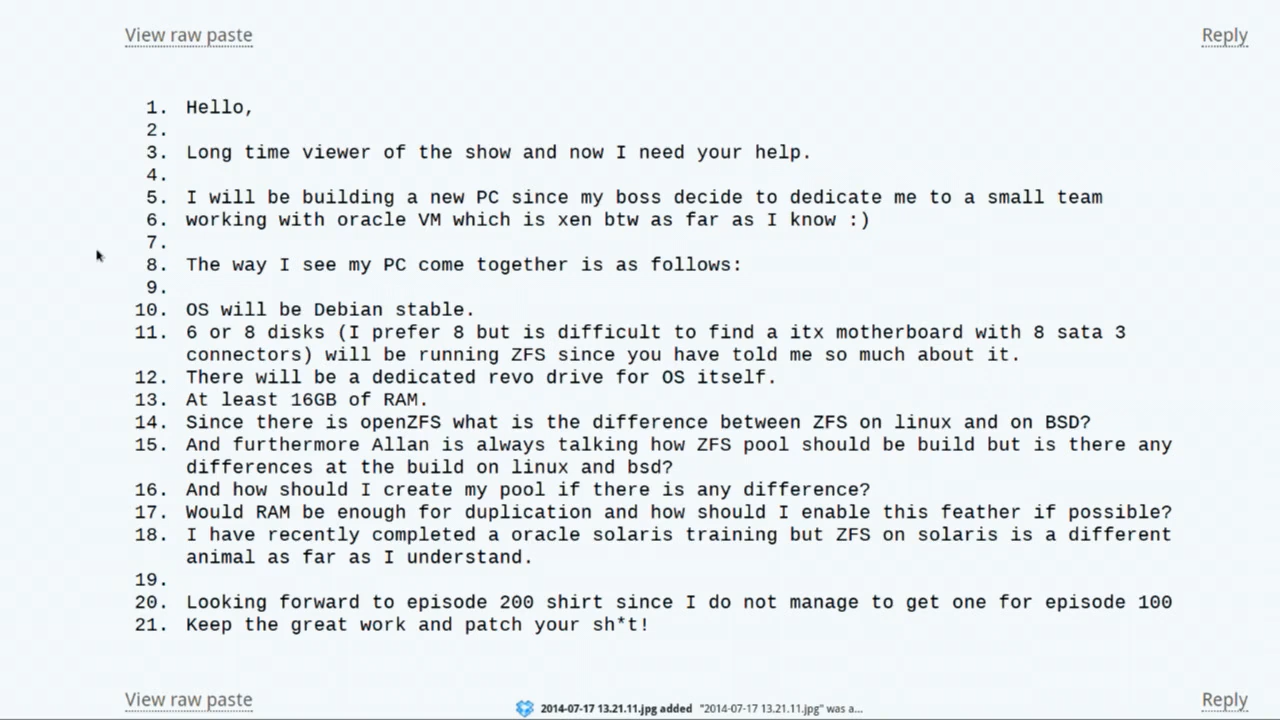 View raw paste
Reply
1. Hello,
2.
3. Long time viewer of the show and now I need your help.
4.
5. I will be building a new PC since my boss decide to dedicate me to a small team
6. working with oracle VM which is xen btw as far as I know :)
7.
8. The way I see my PC come together is as follows:
9.
10. OS will be Debian stable.
11. 6 or 8 disks (I prefer 8 but is difficult to find a itx motherboard with 8 sata 3
connectors) will be running ZFS since you have told me so much about it.
12. There will be a dedicated revo drive for OS itself.
13. At least 16GB of RAM.
14. Since there is openZFS what is the difference between ZFS on linux and on BSD?
15. And furthermore Allan is always talking how ZFS pool should be build but is there any
differences at the build on linux and bsd?
16. And how should I create my pool if there is any difference?
17. Would RAM be enough for duplication and how should I enable this feather if possible?
18. I have recently completed a oracle solaris training but ZFS on solaris is a different
animal as far as I understand.
19.
20. Looking forward to episode 200 shirt since I do not manage to get one for episode 100
21. Keep the great work and patch your sh*t!
View raw paste
2014-07-17 13.21.11.jpg added "2014-07-17 13.21.11.jpg" was a...
Reply